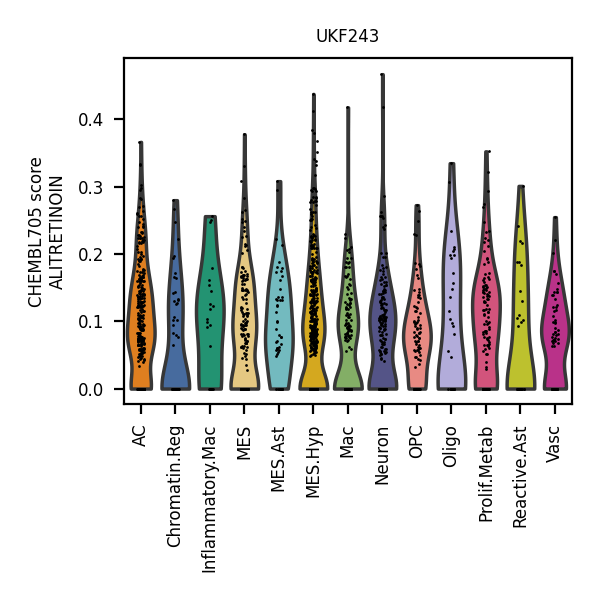 UKF243
CHEMBL705 score
ALITRETINOIN
0.4
0.3
0.2
0.1
0.0
AC
Chromatin.Reg
Inflammatory.Mac
MES
MES.Ast
MES.Hyp
Mac
Neuron
OPC
Oligo
Prolif.Metab
Reactive.Ast
Vasc